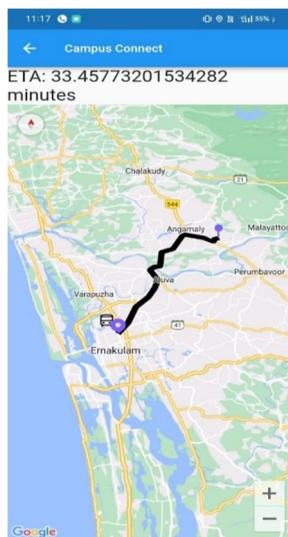 11:17
55%
Campus Connect
ETA: 33.45773201534282
minutes
Chalakudy
21
544
Angamaly
Malayattoo
Aluva
Perumbavoor
Varapuzha
41
Ernakulam
+
−
Google